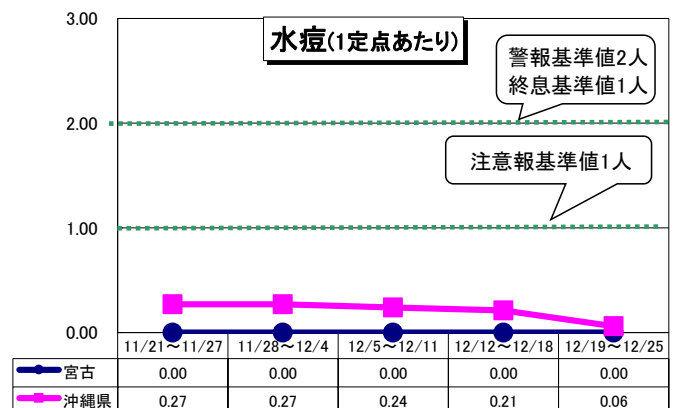 3.00
水痘(1定点あたり)
警報基準値2人
終息基準値1人
2.00
注意報基準値1人
1.00
0.00
11/21～11/27 11/28～12/4 12/5～12/11 12/12～12/18 12/19～12/25
宮古 0.00 0.00 0.00 0.00 0.00
沖縄県 0.27 0.27 0.24 0.21 0.06